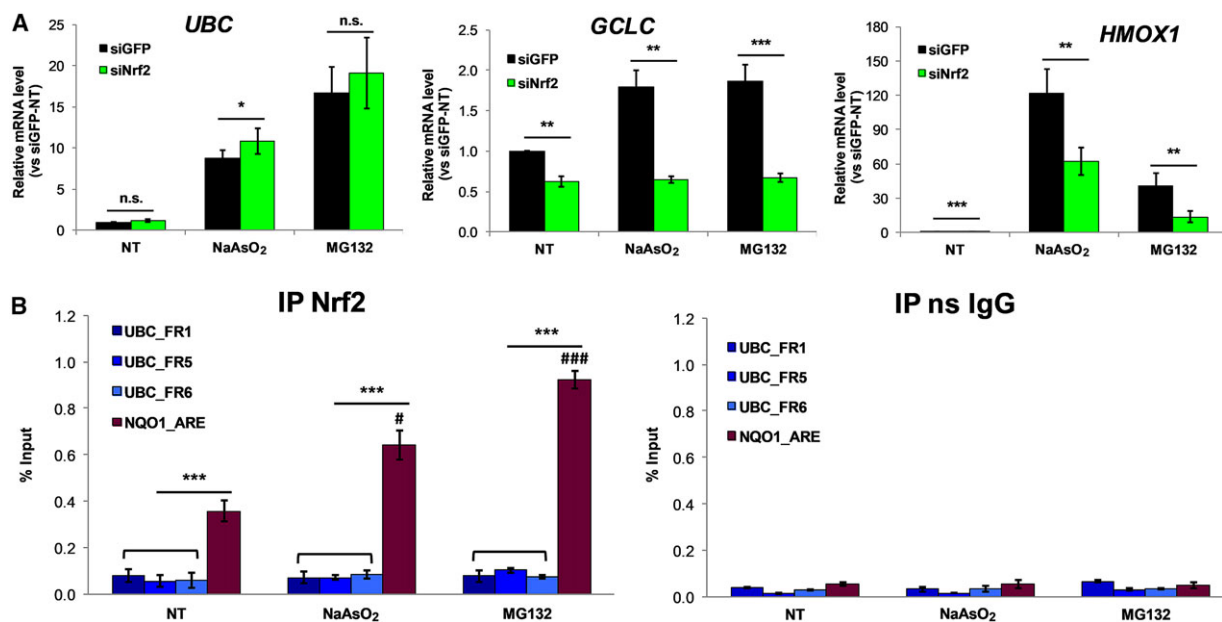 A
UBC
Relative mRNA level
(vs siGFP-NT)
25
20
15
10
5
0
siGFP
siNrf2
n.s.
*
n.s.
NT
NaAsO2
MG132
GCLC
Relative mRNA level
(vs siGFP-NT)
2.5
2.0
1.5
1.0
0.5
0.0
siGFP
siNrf2
**
**
***
NT
NaAsO2
MG132
HMOX1
Relative mRNA level
(vs siGFP-NT)
180
150
120
90
60
30
0
siGFP
siNrf2
***
**
**
NT
NaAsO2
MG132
B
IP Nrf2
% Input
1.2
1.0
0.8
0.6
0.4
0.2
0.0
UBC_FR1
UBC_FR5
UBC_FR6
NQO1_ARE
***
***
#
***
###
NT
NaAsO2
MG132
IP ns IgG
% Input
1.2
1.0
0.8
0.6
0.4
0.2
0.0
UBC_FR1
UBC_FR5
UBC_FR6
NQO1_ARE
NT
NaAsO2
MG132